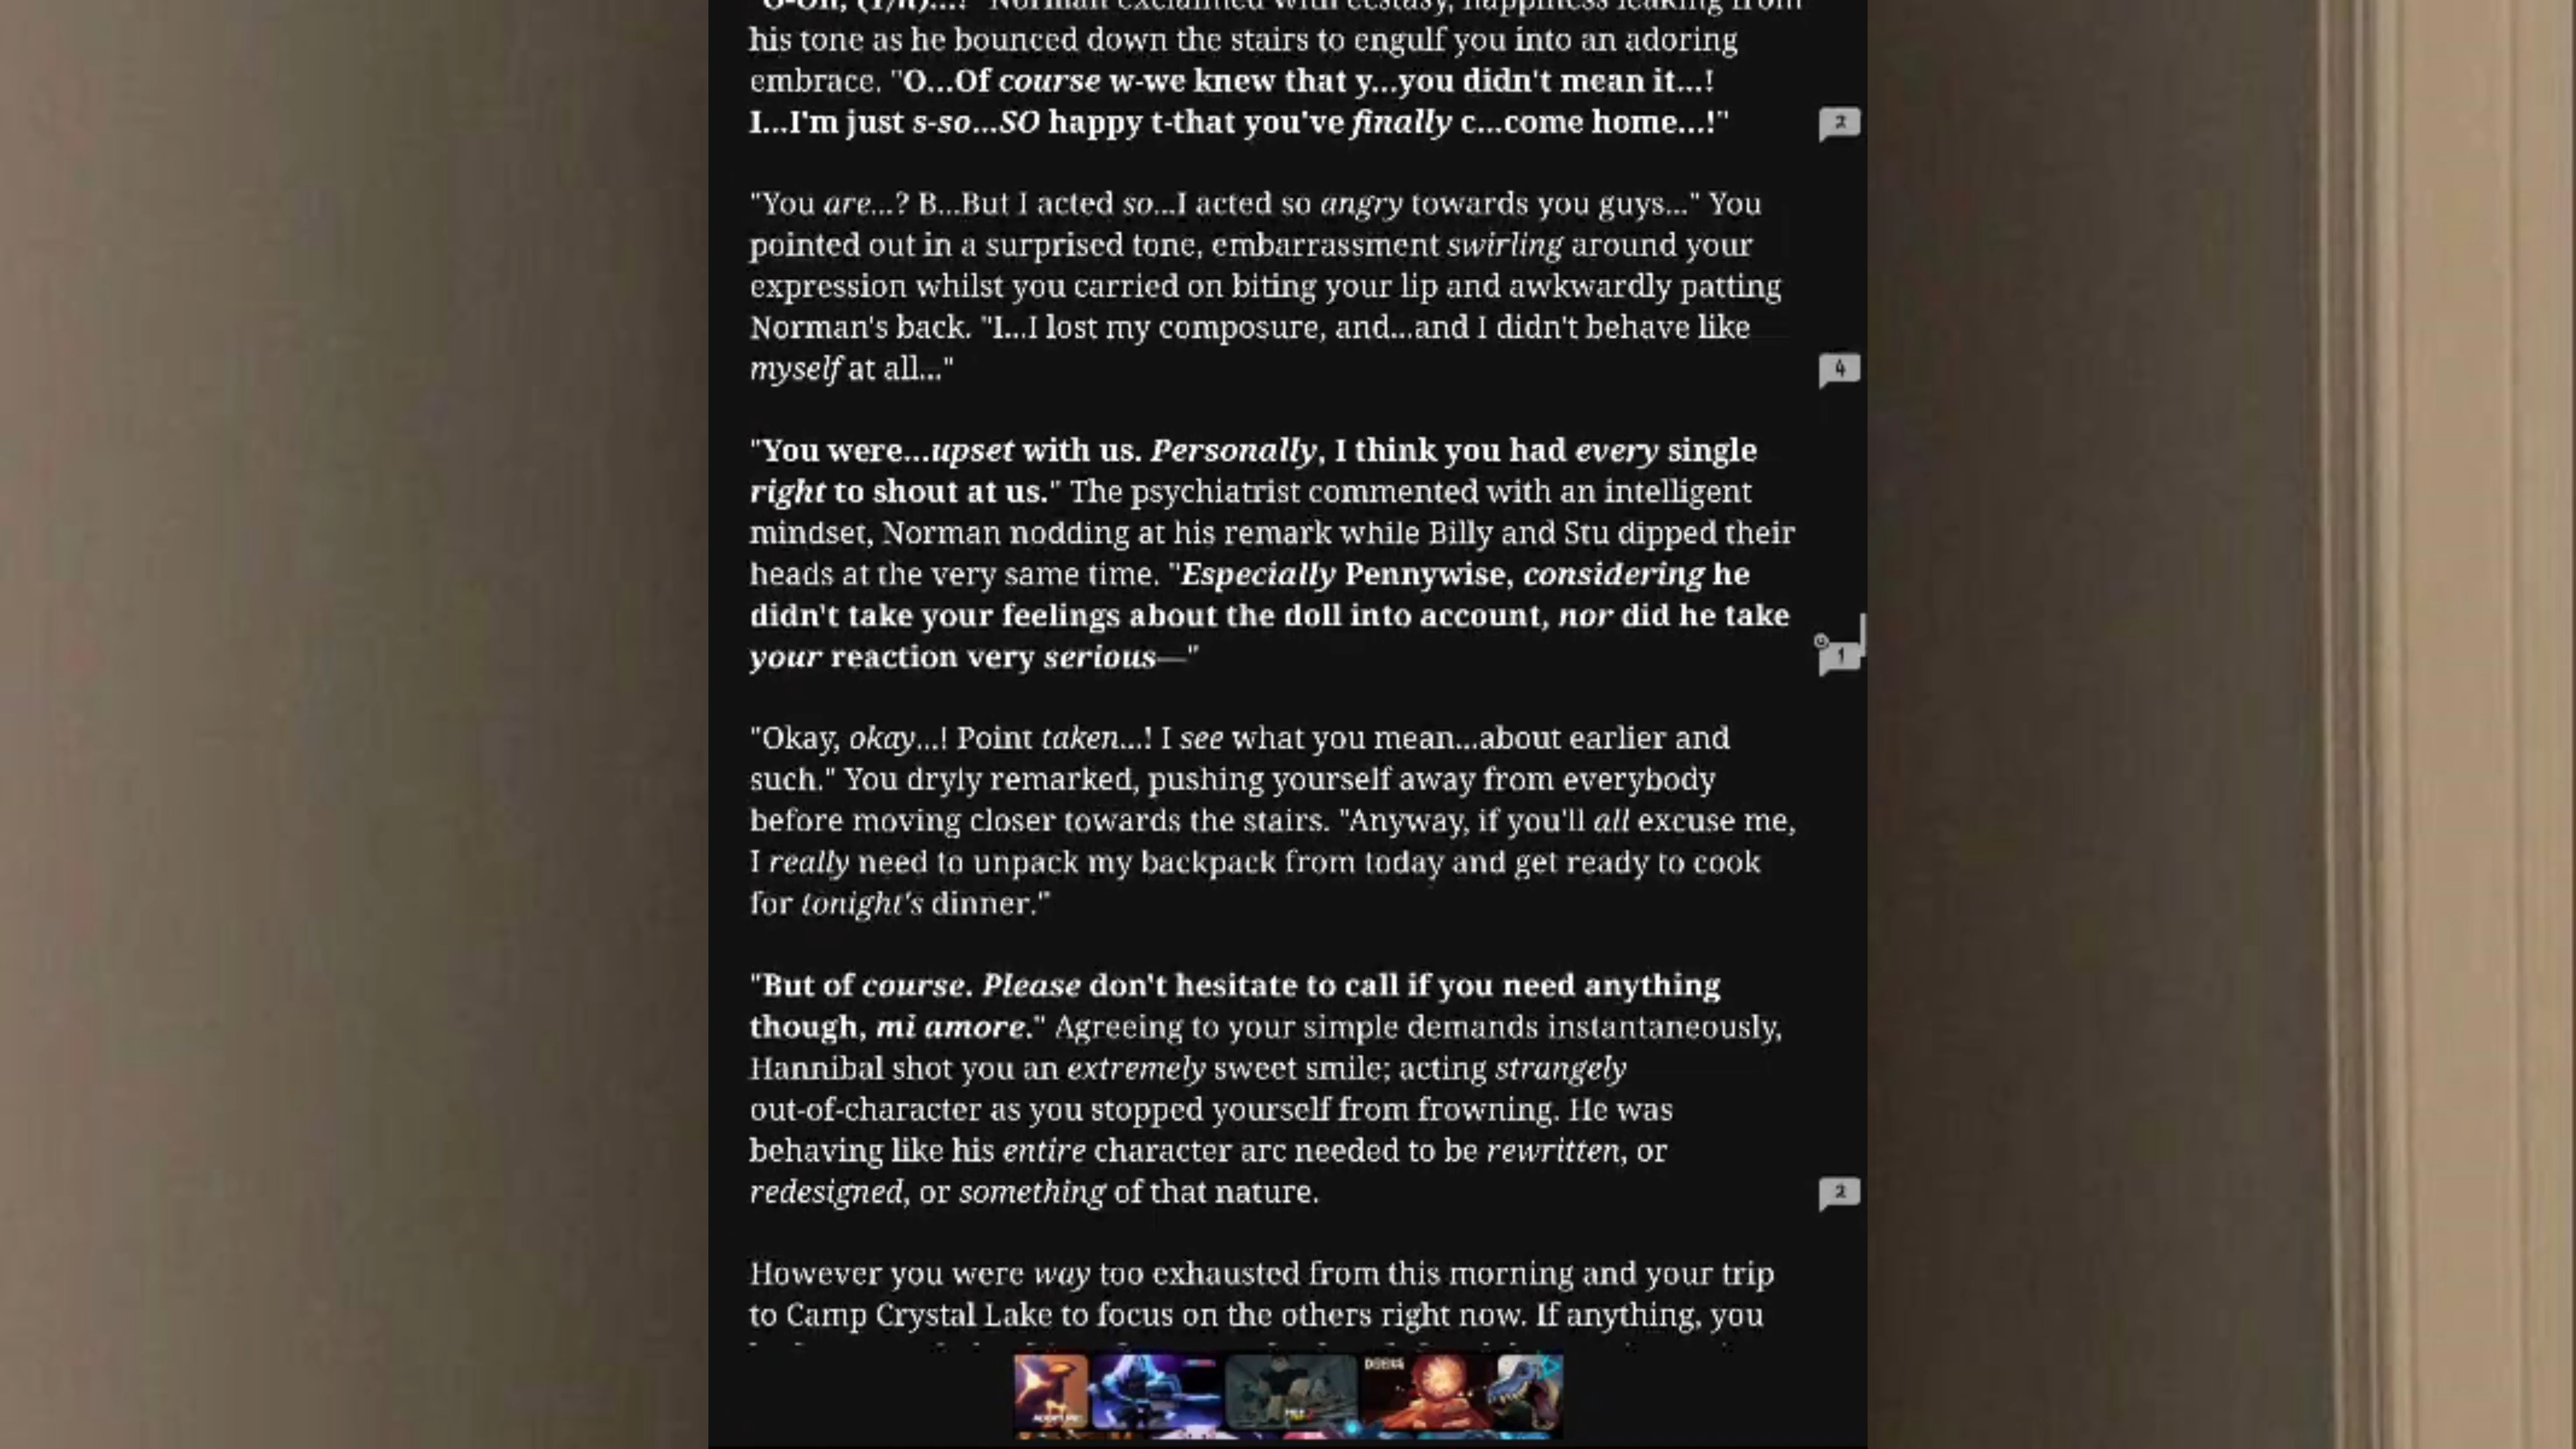 "O-Oh, (Y/n)...!" Norman exclaimed with ecstasy, happiness leaking from
his tone as he bounced down the stairs to engulf you into an adoring
embrace. "O...Of course w-we knew that y...you didn't mean it...!
I...I'm just s-so...SO happy t-that you've finally c...come home...!"
2
"You are...? B...But I acted so...I acted so angry towards you guys..." You
pointed out in a surprised tone, embarrassment swirling around your
expression whilst you carried on biting your lip and awkwardly patting
Norman's back. "I...I lost my composure, and...and I didn't behave like
myself at all..."
4
"You were...upset with us. Personally, I think you had every single
right to shout at us." The psychiatrist commented with an intelligent
mindset, Norman nodding at his remark while Billy and Stu dipped their
heads at the very same time. "Especially Pennywise, considering he
didn't take your feelings about the doll into account, nor did he take
your reaction very serious—"
1
"Okay, okay...! Point taken...! I see what you mean...about earlier and
such." You dryly remarked, pushing yourself away from everybody
before moving closer towards the stairs. "Anyway, if you'll all excuse me,
I really need to unpack my backpack from today and get ready to cook
for tonight's dinner."
"But of course. Please don't hesitate to call if you need anything
though, mi amore." Agreeing to your simple demands instantaneously,
Hannibal shot you an extremely sweet smile; acting strangely
out-of-character as you stopped yourself from frowning. He was
behaving like his entire character arc needed to be rewritten, or
redesigned, or something of that nature.
2
However you were way too exhausted from this morning and your trip
to Camp Crystal Lake to focus on the others right now. If anything, you